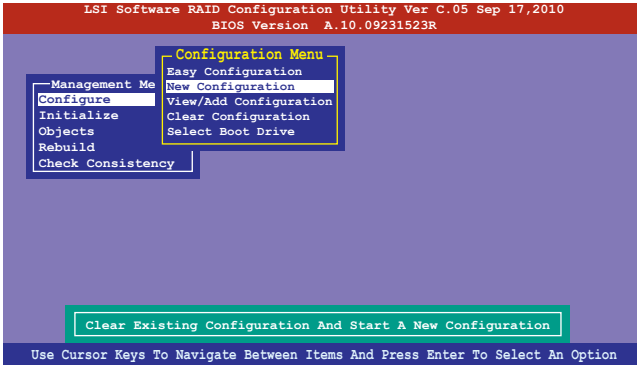 LSI Software RAID Configuration Utility Ver C.05 Sep 17,2010
BIOS Version A.10.09231523R
Configuration Menu
Easy Configuration
New Configuration
View/Add Configuration
Clear Configuration
Select Boot Drive
Management Me
Configure
Initialize
Objects
Rebuild
Check Consistency
Clear Existing Configuration And Start A New Configuration
Use Cursor Keys To Navigate Between Items And Press Enter To Select An Option